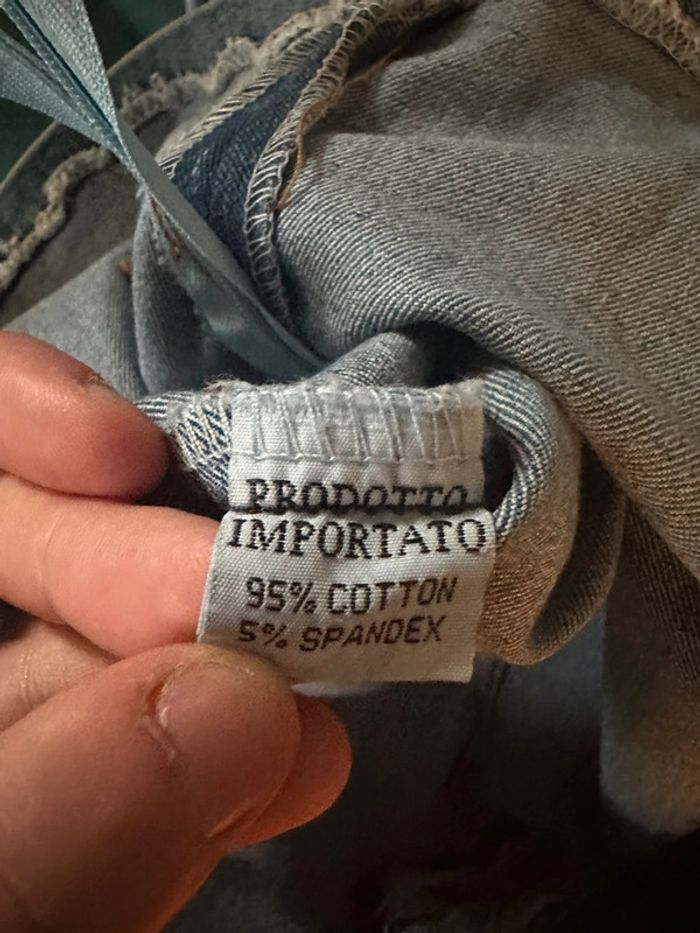 PRODOTTO
IMPORTATO
95% COTTON
5% SPANDEX